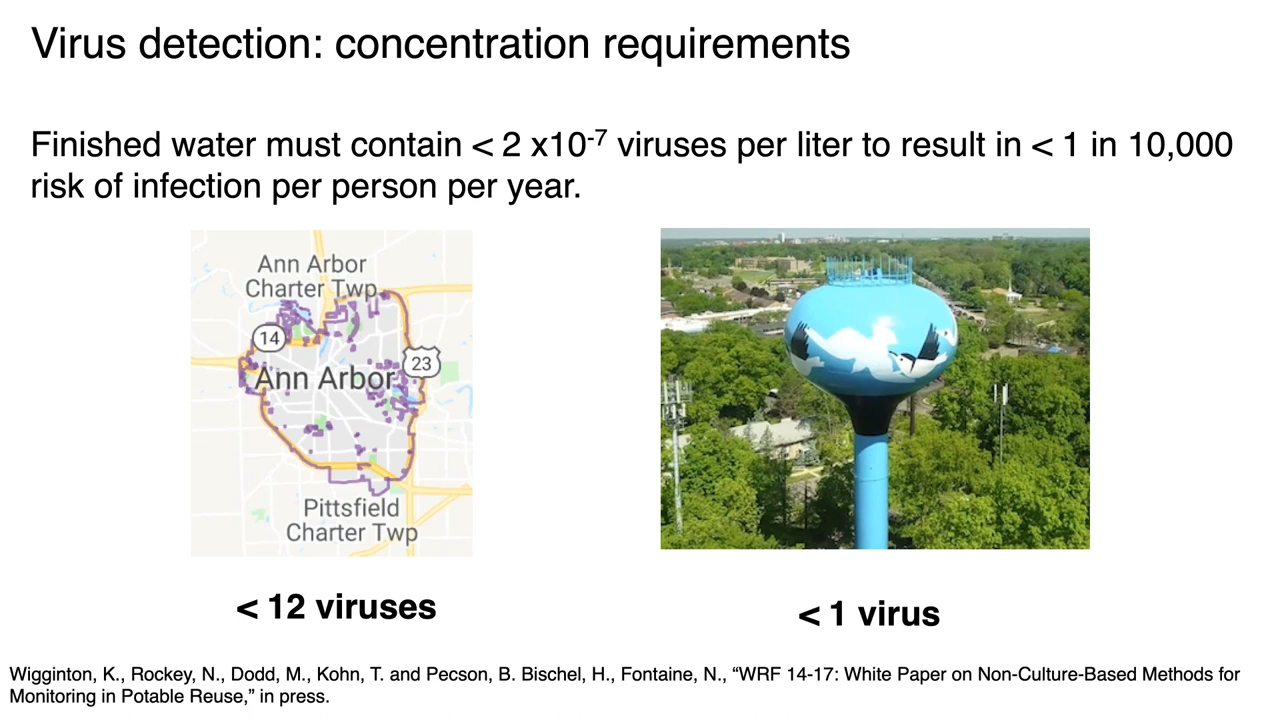 Virus detection: concentration requirements
Finished water must contain < 2 x10-7 viruses per liter to result in < 1 in 10,000
risk of infection per person per year.
Ann Arbor
Charter Twp
14
23
Ann Arbor
Pittsfield
Charter Twp
< 12 viruses
< 1 virus
Wigginton, K., Rockey, N., Dodd, M., Kohn, T. and Pecson, B. Bischel, H., Fontaine, N., “WRF 14-17: White Paper on Non-Culture-Based Methods for
Monitoring in Potable Reuse,” in press.